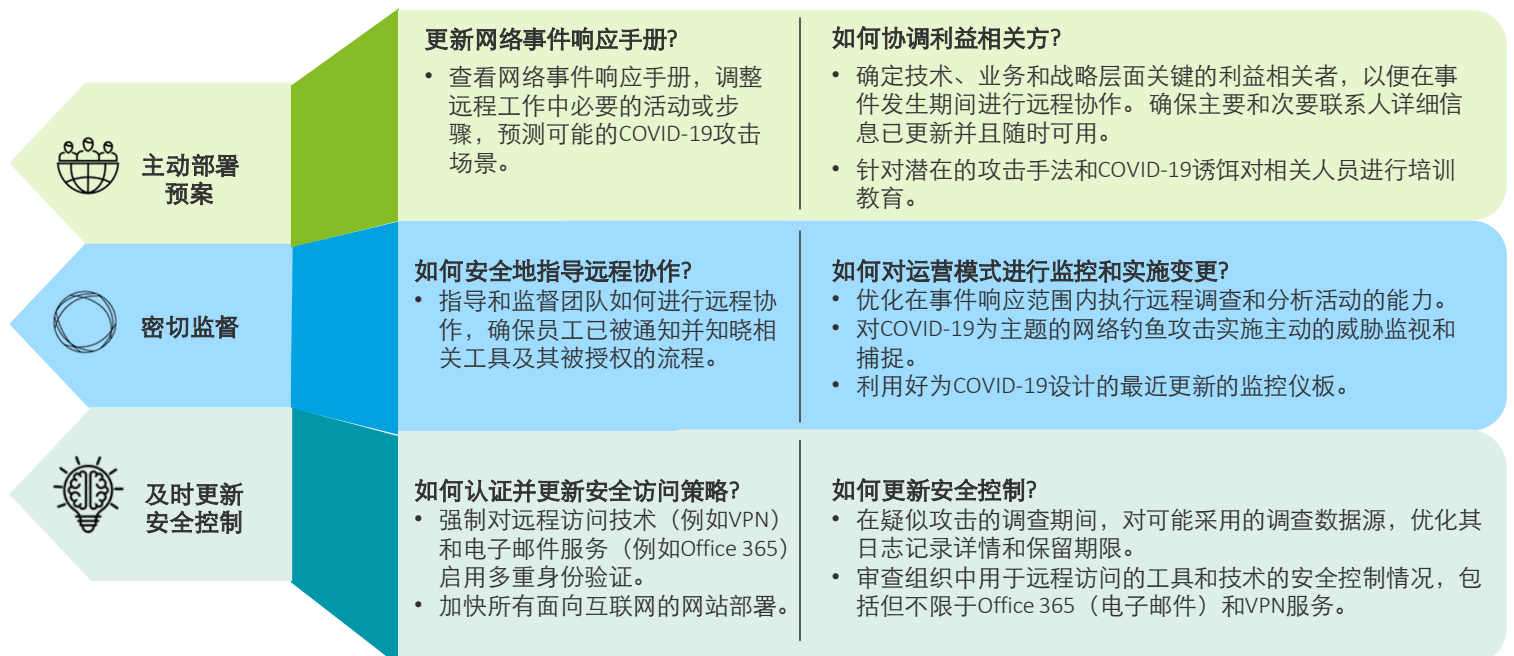 主动部署
预案
更新网络事件响应手册?
• 查看网络事件响应手册，调整
远程工作中必要的活动或步
骤，预测可能的COVID-19攻击
场景。
如何协调利益相关方?
• 确定技术、业务和战略层面关键的利益相关者，以便在事
件发生期间进行远程协作。 确保主要和次要联系人详细信
息已更新并且随时可用。
• 针对潜在的攻击手法和COVID-19诱饵对相关人员进行培训
教育。
密切监督
如何安全地指导远程协作?
• 指导和监督团队如何进行远程协
作，确保员工已被通知并知晓相
关工具及其被授权的流程。
如何对运营模式进行监控和实施变更?
• 优化在事件响应范围内执行远程调查和分析活动的能力。
• 对COVID-19为主题的网络钓鱼攻击实施主动的威胁监视和
捕捉。
• 利用好为COVID-19设计的最近更新的监控仪板。
及时更新
安全控制
如何认证并更新安全访问策略?
• 强制对远程访问技术（例如VPN）
和电子邮件服务（例如Office 365）
启用多重身份验证。
• 加快所有面向互联网的网站部署。
如何更新安全控制?
• 在疑似攻击的调查期间，对可能采用的调查数据源，优化其
日志记录详情和保留期限。
• 审查组织中用于远程访问的工具和技术的安全控制情况，包
括但不限于Office 365（电子邮件）和VPN服务。